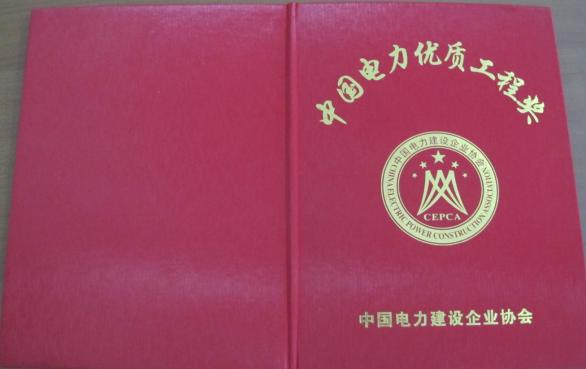 中国电力优质工程奖
中国电力建设企业协会
CEPCA
CHINA ELECTRIC POWER CONSTRUCTION ASSOCIATION
中国电力建设企业协会